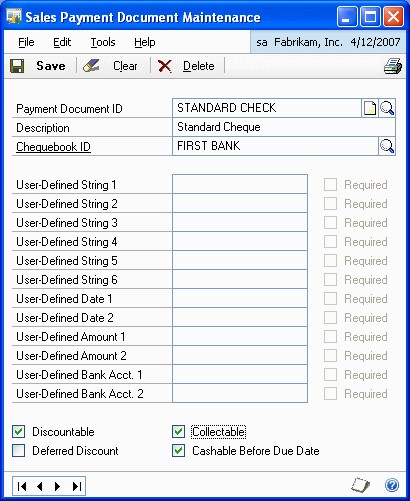 Sales Payment Document Maintenance
File Edit Tools Help sa Fabrikam, Inc. 4/12/2007
Save Clear Delete
Payment Document ID STANDARD CHECK
Description Standard Cheque
Chequebook ID FIRST BANK
User-Defined String 1 Required
User-Defined String 2 Required
User-Defined String 3 Required
User-Defined String 4 Required
User-Defined String 5 Required
User-Defined String 6 Required
User-Defined Date 1 Required
User-Defined Date 2 Required
User-Defined Amount 1 Required
User-Defined Amount 2 Required
User-Defined Bank Acct. 1 Required
User-Defined Bank Acct. 2 Required
Discountable Collectable
Deferred Discount Cashable Before Due Date